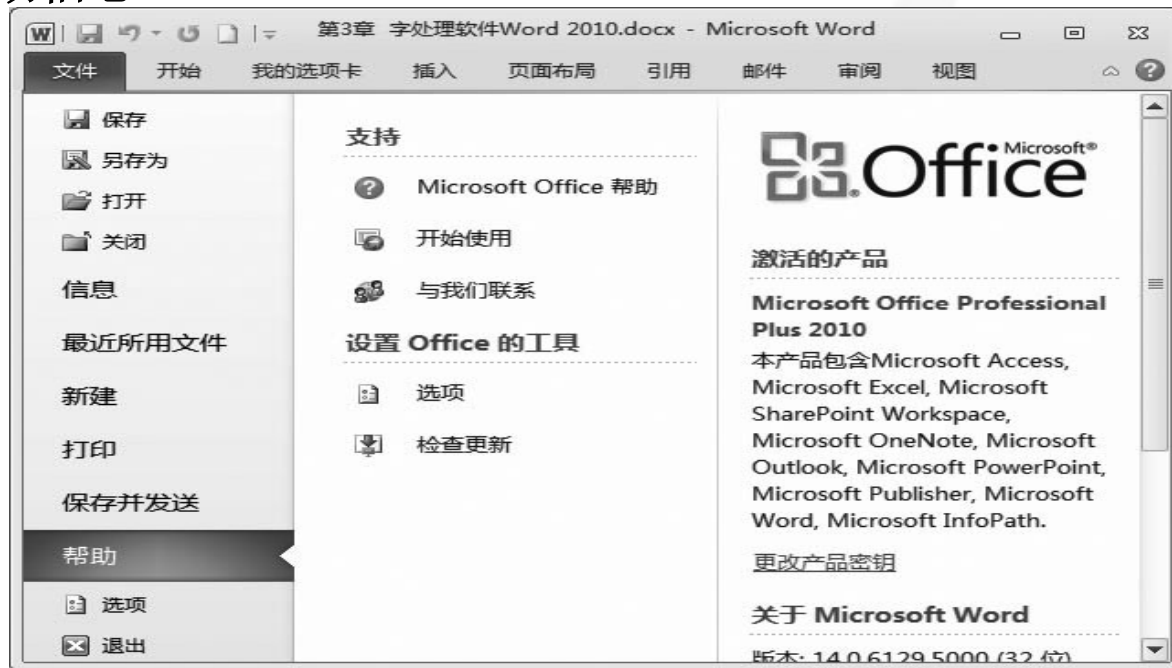 第3章 字处理软件Word 2010.docx - Microsoft Word
文件 开始 我的选项卡 插入 页面布局 引用 邮件 审阅 视图
保存
另存为
打开
关闭
信息
最近所用文件
新建
打印
保存并发送
帮助
选项
退出
支持
Microsoft Office 帮助
开始使用
与我们联系
设置 Office 的工具
选项
检查更新
Microsoft®
Office
激活的产品
Microsoft Office Professional
Plus 2010
本产品包含Microsoft Access,
Microsoft Excel, Microsoft
SharePoint Workspace,
Microsoft OneNote, Microsoft
Outlook, Microsoft PowerPoint,
Microsoft Publisher, Microsoft
Word, Microsoft InfoPath.
更改产品密钥
关于 Microsoft Word
版本: 14.0.6129.5000 (32 位)